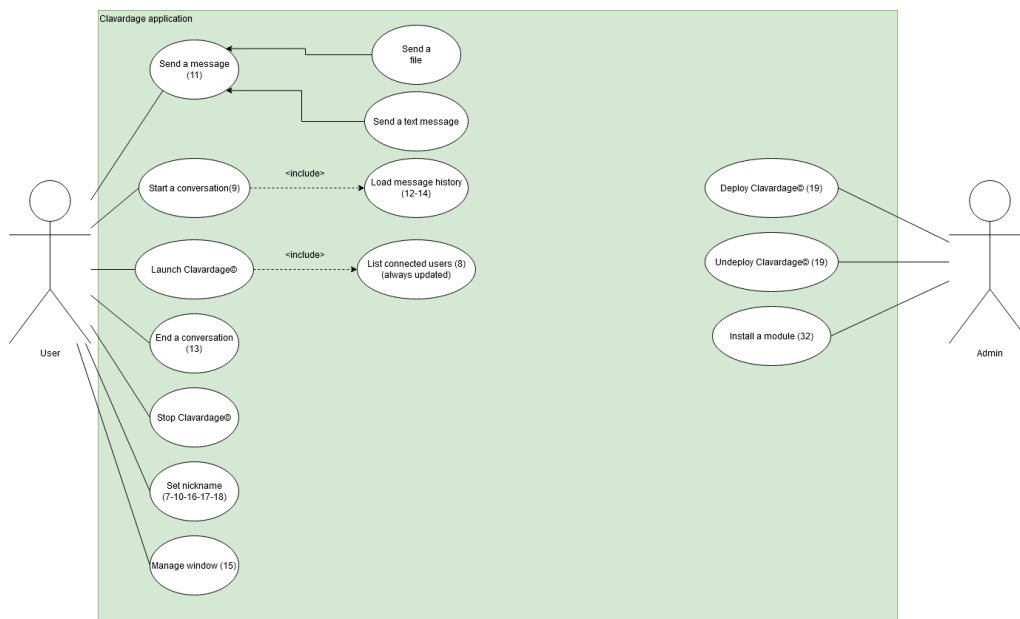 Clavardage application
Send a message
(11)
Send a
file
Send a text message
Start a conversation(9)
<include>
Load message history
(12-14)
Launch Clavardage©
<include>
List connected users (8)
(always updated)
End a conversation
(13)
Stop Clavardage©
Set nickname
(7-10-16-17-18)
Manage window (15)
User
Deploy Clavardage© (19)
Undeploy Clavardage© (19)
Install a module (32)
Admin